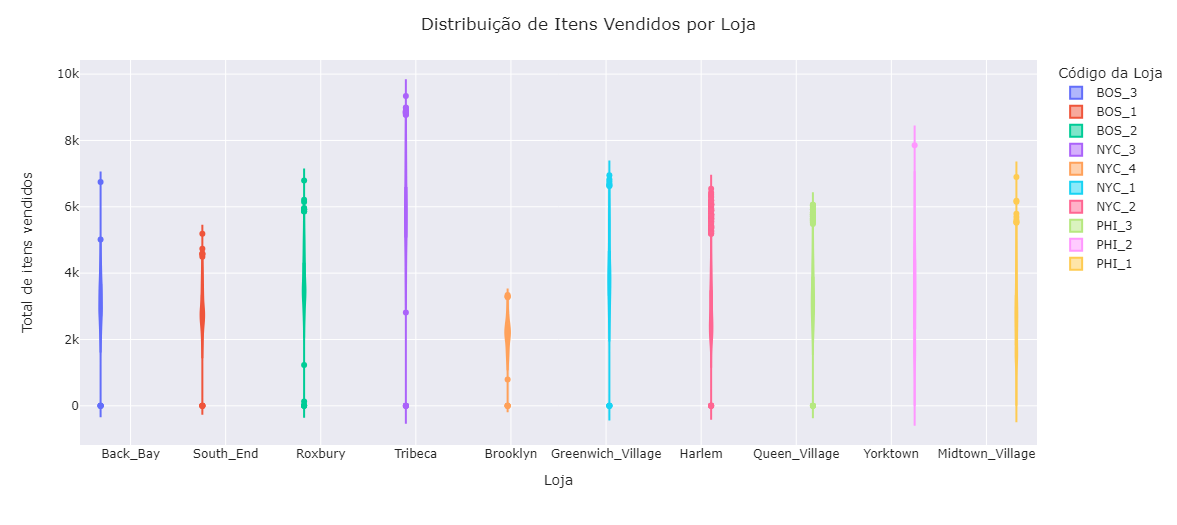 Distribuição de Itens Vendidos por Loja
Código da Loja
BOS_3
BOS_1
BOS_2
NYC_3
NYC_4
NYC_1
NYC_2
PHI_3
PHI_2
PHI_1
Total de itens vendidos
10k
8k
6k
4k
2k
0
Back_Bay South_End Roxbury Tribeca Brooklyn Greenwich_Village Harlem Queen_Village Yorktown Midtown_Village
Loja